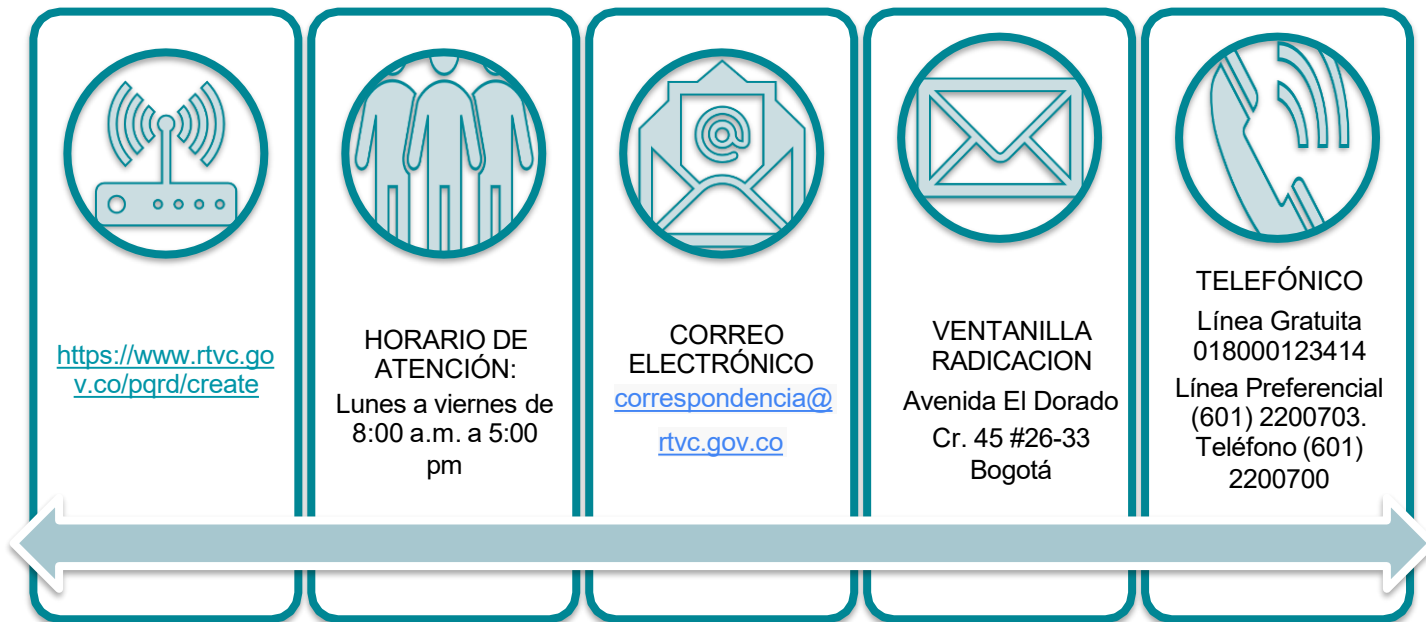 https://www.rtvc.go
v.co/pqrd/create
HORARIO DE
ATENCIÓN:
Lunes a viernes de
8:00 a.m. a 5:00
pm
CORREO
ELECTRÓNICO
correspondencia@
rtvc.gov.co
VENTANILLA
RADICACION
Avenida El Dorado
Cr. 45 #26-33
Bogotá
TELEFÓNICO
Línea Gratuita
018000123414
Línea Preferencial
(601) 2200703.
Teléfono (601)
2200700